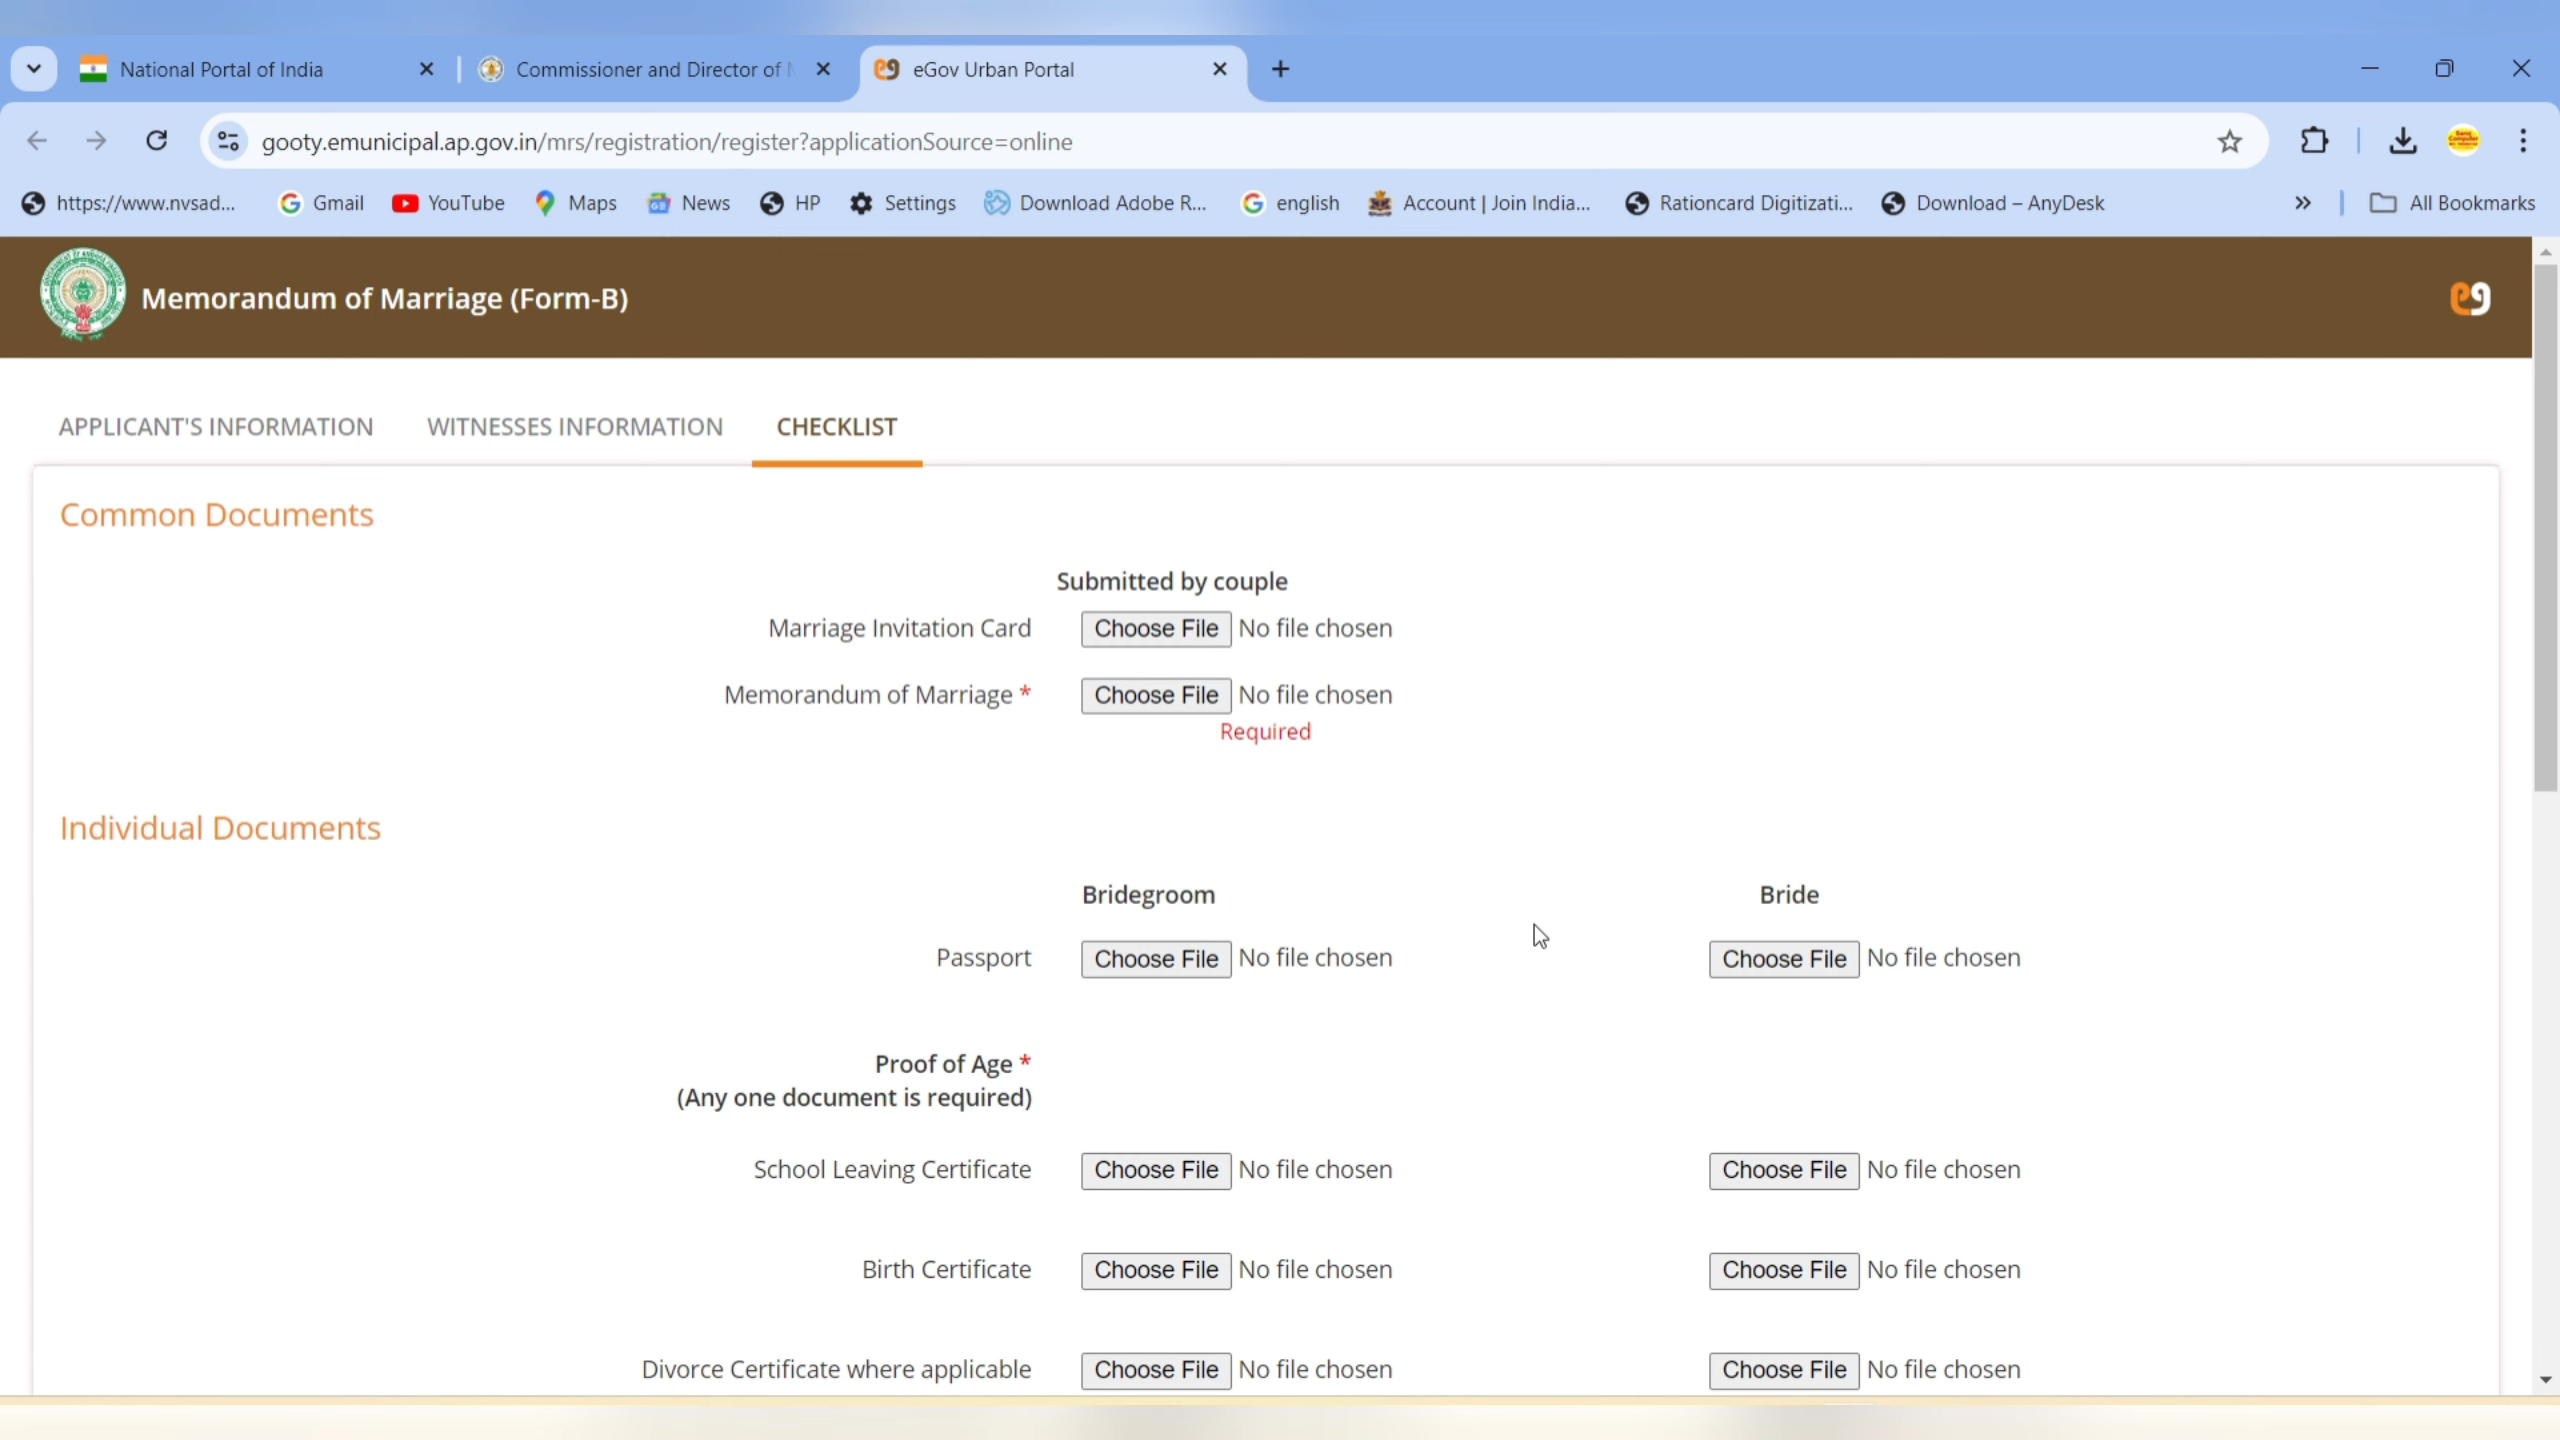 National Portal of India
Commissioner and Director of
eGov Urban Portal
gooty.emunicipal.ap.gov.in/mrs/registration/register?applicationSource=online
https://www.nvsad... Gmail YouTube Maps News HP Settings Download Adobe R... english Account | Join India... Rationcard Digitizati... Download – AnyDesk » All Bookmarks
Memorandum of Marriage (Form-B)
APPLICANT'S INFORMATION WITNESSES INFORMATION CHECKLIST
Common Documents
Submitted by couple
Marriage Invitation Card Choose File No file chosen
Memorandum of Marriage * Choose File No file chosen
Required
Individual Documents
Bridegroom Bride
Passport Choose File No file chosen Choose File No file chosen
Proof of Age *
(Any one document is required)
School Leaving Certificate Choose File No file chosen Choose File No file chosen
Birth Certificate Choose File No file chosen Choose File No file chosen
Divorce Certificate where applicable Choose File No file chosen Choose File No file chosen